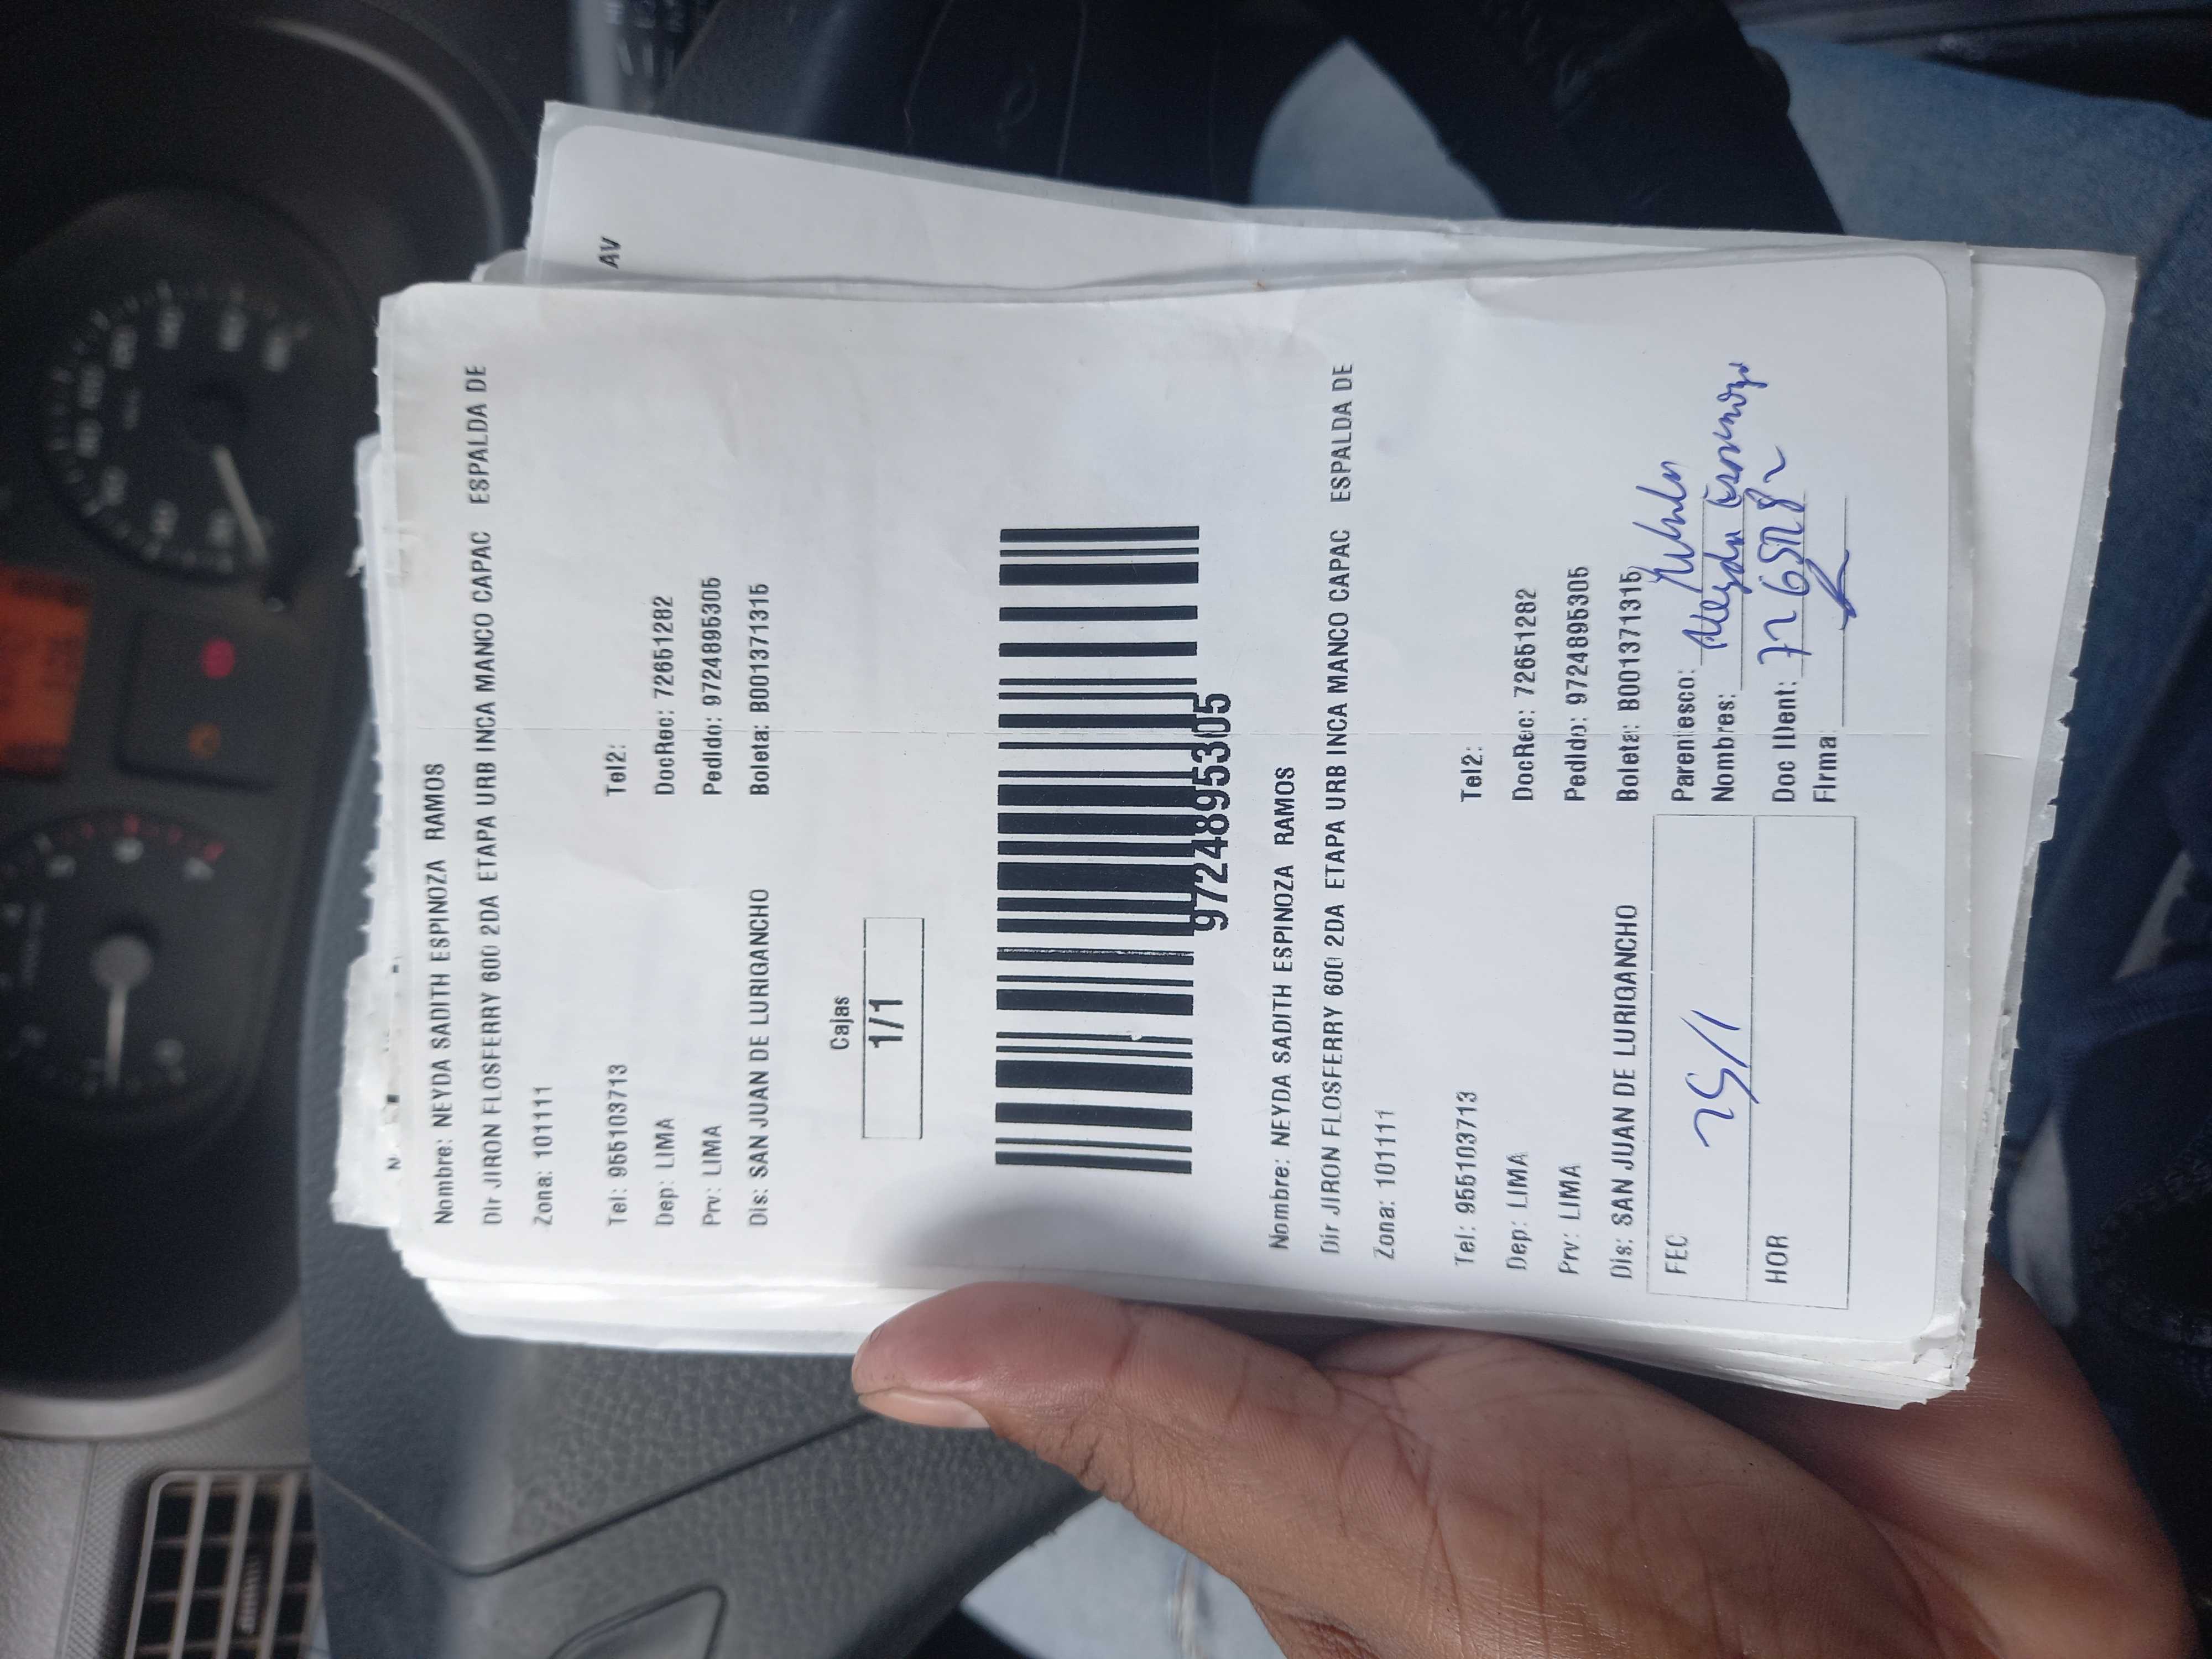 AV
Nombre: NEYDA SADITH ESPINOZA RAMOS
Dir JIRON FLOSFERRY 600 2DA ETAPA URB INCA MANCO CAPAC ESPALDA DE
Zona: 101111
Tel: 955103713 Tel2:
Dep: LIMA DocRec: 72651282
Prv: LIMA Pedido: 9724895305
Dis: SAN JUAN DE LURIGANCHO Boleta: B001371315
Cajas
1/1
9724895305
Nombre: NEYDA SADITH ESPINOZA RAMOS
Dir JIRON FLOSFERRY 600 2DA ETAPA URB INCA MANCO CAPAC ESPALDA DE
Zona: 101111
Tel: 955103713 Tel2:
Dep: LIMA DocRec: 72651282
Prv: LIMA Pedido: 9724895305
Dis: SAN JUAN DE LURIGANCHO Boleta: B001371315
FEC 25/1 Parentesco:
Nombres:
HOR Doc IDent:
Firma: